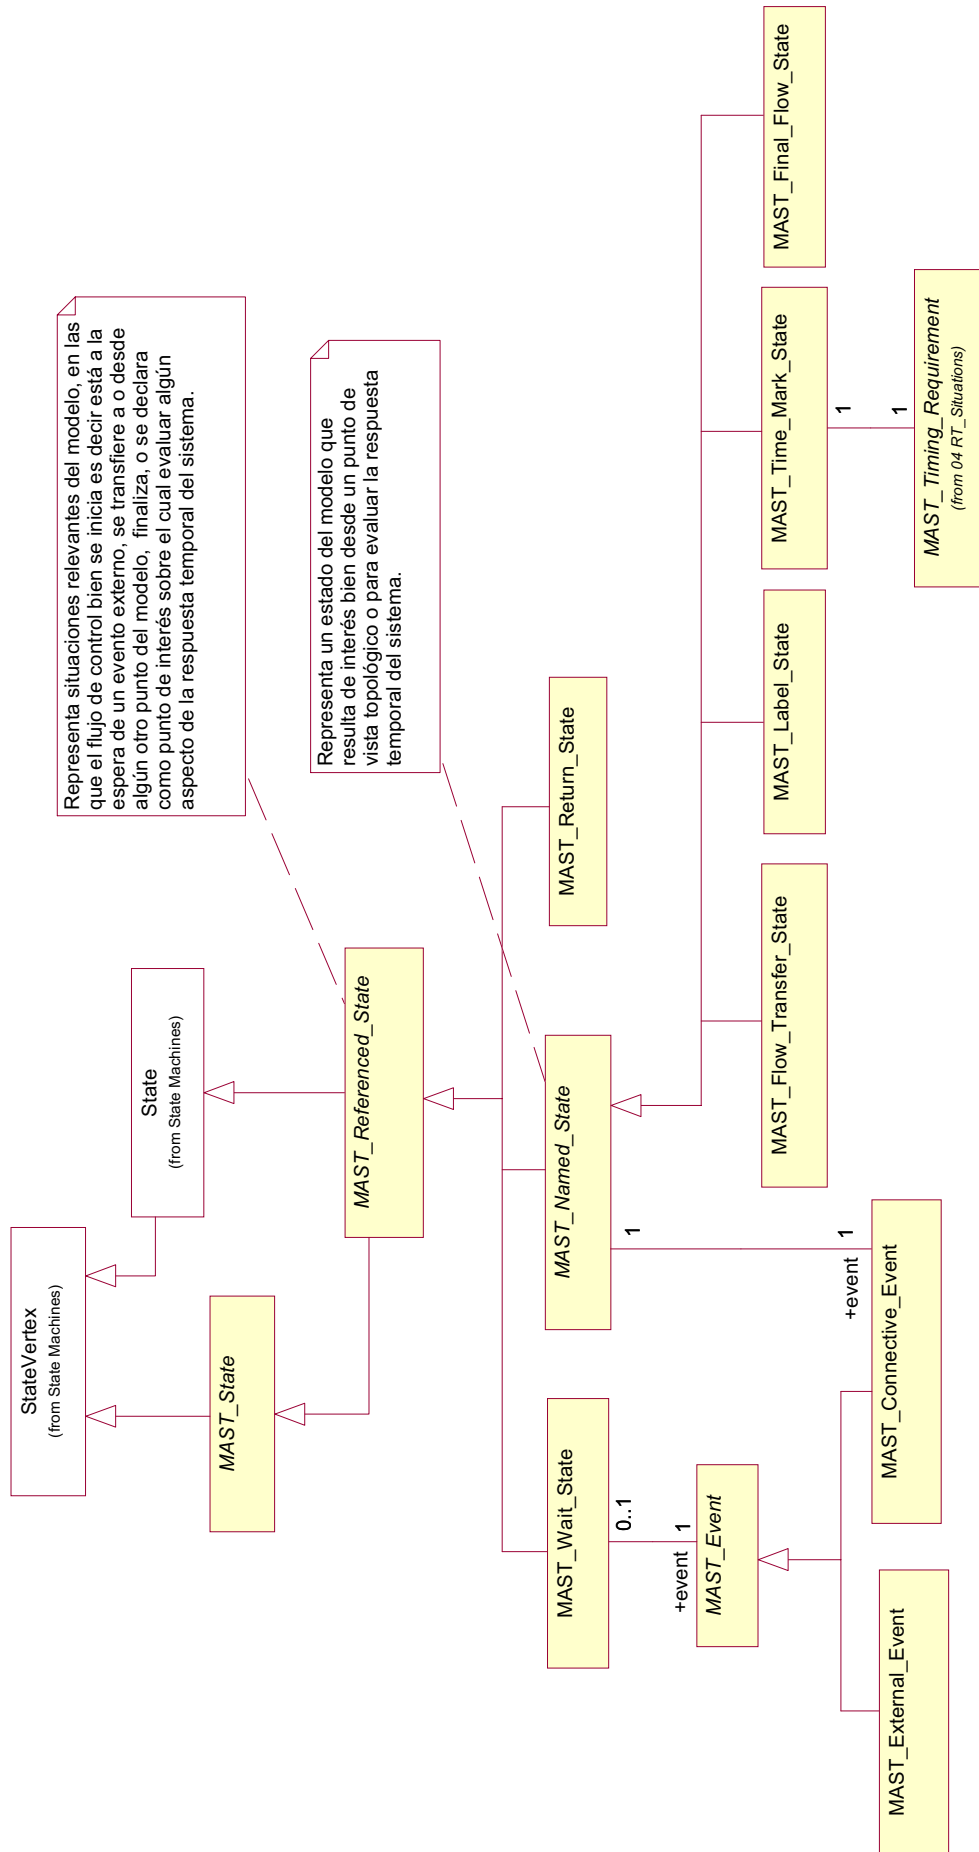 StateVertex
(from State Machines)
State
(from State Machines)
MAST_State
MAST_Referenced_State
Representa situaciones relevantes del modelo, en las
que el flujo de control bien se inicia es decir está a la
espera de un evento externo, se transfiere a o desde
algún otro punto del modelo, finaliza, o se declara
como punto de interés sobre el cual evaluar algún
aspecto de la respuesta temporal del sistema.
Representa un estado del modelo que
resulta de interés bien desde un punto de
vista topológico o para evaluar la respuesta
temporal del sistema.
MAST_Wait_State
MAST_Named_State
MAST_Return_State
0..1
+event
1
1
+event
1
MAST_Event
MAST_External_Event
MAST_Connective_Event
MAST_Flow_Transfer_State
MAST_Label_State
MAST_Time_Mark_State
MAST_Final_Flow_State
1
1
MAST_Timing_Requirement
(from 04 RT_Situations)